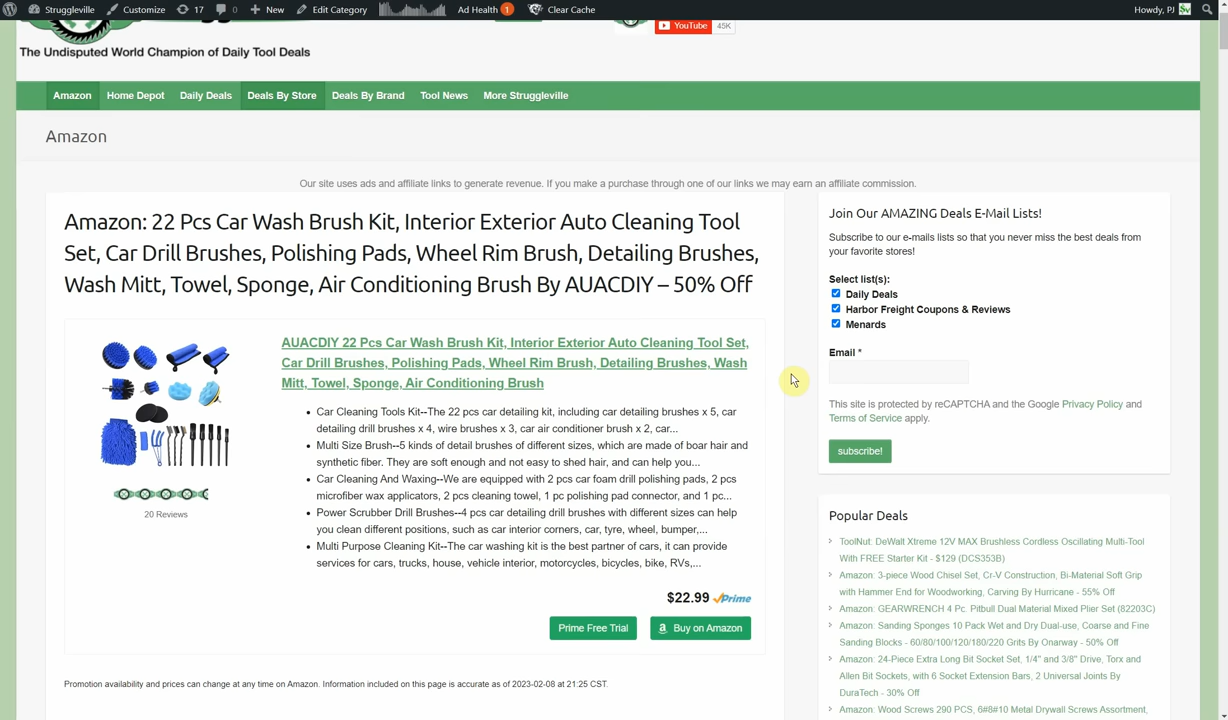 Struggleville
Customize
17
0
New
Edit Category
Ad Health 1
Clear Cache
Howdy, PJ
The Undisputed World Champion of Daily Tool Deals
YouTube 45K
Amazon
Home Depot
Daily Deals
Deals By Store
Deals By Brand
Tool News
More Struggleville
Amazon
Our site uses ads and affiliate links to generate revenue. If you make a purchase through one of our links we may earn an affiliate commission.
Amazon: 22 Pcs Car Wash Brush Kit, Interior Exterior Auto Cleaning Tool
Set, Car Drill Brushes, Polishing Pads, Wheel Rim Brush, Detailing Brushes,
Wash Mitt, Towel, Sponge, Air Conditioning Brush By AUACDIY – 50% Off
AUACDIY 22 Pcs Car Wash Brush Kit, Interior Exterior Auto Cleaning Tool Set,
Car Drill Brushes, Polishing Pads, Wheel Rim Brush, Detailing Brushes, Wash
Mitt, Towel, Sponge, Air Conditioning Brush
Car Cleaning Tools Kit--The 22 pcs car detailing kit, including car detailing brushes x 5, car
detailing drill brushes x 4, wire brushes x 3, car air conditioner brush x 2, car...
Multi Size Brush--5 kinds of detail brushes of different sizes, which are made of boar hair and
synthetic fiber. They are soft enough and not easy to shed hair, and can help you...
Car Cleaning And Waxing--We are equipped with 2 pcs car foam drill polishing pads, 2 pcs
microfiber wax applicators, 2 pcs cleaning towel, 1 pc polishing pad connector, and 1 pc...
Power Scrubber Drill Brushes--4 pcs car detailing drill brushes with different sizes can help
you clean different positions, such as car interior corners, car, tyre, wheel, bumper,...
Multi Purpose Cleaning Kit--The car washing kit is the best partner of cars, it can provide
services for cars, trucks, house, vehicle interior, motorcycles, bicycles, bike, RVs,...
20 Reviews
$22.99 Prime
Prime Free Trial
Buy on Amazon
Promotion availability and prices can change at any time on Amazon. Information included on this page is accurate as of 2023-02-08 at 21:25 CST.
Join Our AMAZING Deals E-Mail Lists!
Subscribe to our e-mails lists so that you never miss the best deals from
your favorite stores!
Select list(s):
Daily Deals
Harbor Freight Coupons & Reviews
Menards
Email *
This site is protected by reCAPTCHA and the Google Privacy Policy and
Terms of Service apply.
subscribe!
Popular Deals
ToolNut: DeWalt Xtreme 12V MAX Brushless Cordless Oscillating Multi-Tool
With FREE Starter Kit - $129 (DCS353B)
Amazon: 3-piece Wood Chisel Set, Cr-V Construction, Bi-Material Soft Grip
with Hammer End for Woodworking, Carving By Hurricane - 55% Off
Amazon: GEARWRENCH 4 Pc. Pitbull Dual Material Mixed Plier Set (82203C)
Amazon: Sanding Sponges 10 Pack Wet and Dry Dual-use, Coarse and Fine
Sanding Blocks - 60/80/100/120/180/220 Grits By Onarway - 50% Off
Amazon: 24-Piece Extra Long Bit Socket Set, 1/4" and 3/8" Drive, Torx and
Allen Bit Sockets, with 6 Socket Extension Bars, 2 Universal Joints By
DuraTech - 30% Off
Amazon: Wood Screws 290 PCS, 6#8#10 Metal Drywall Screws Assortment,